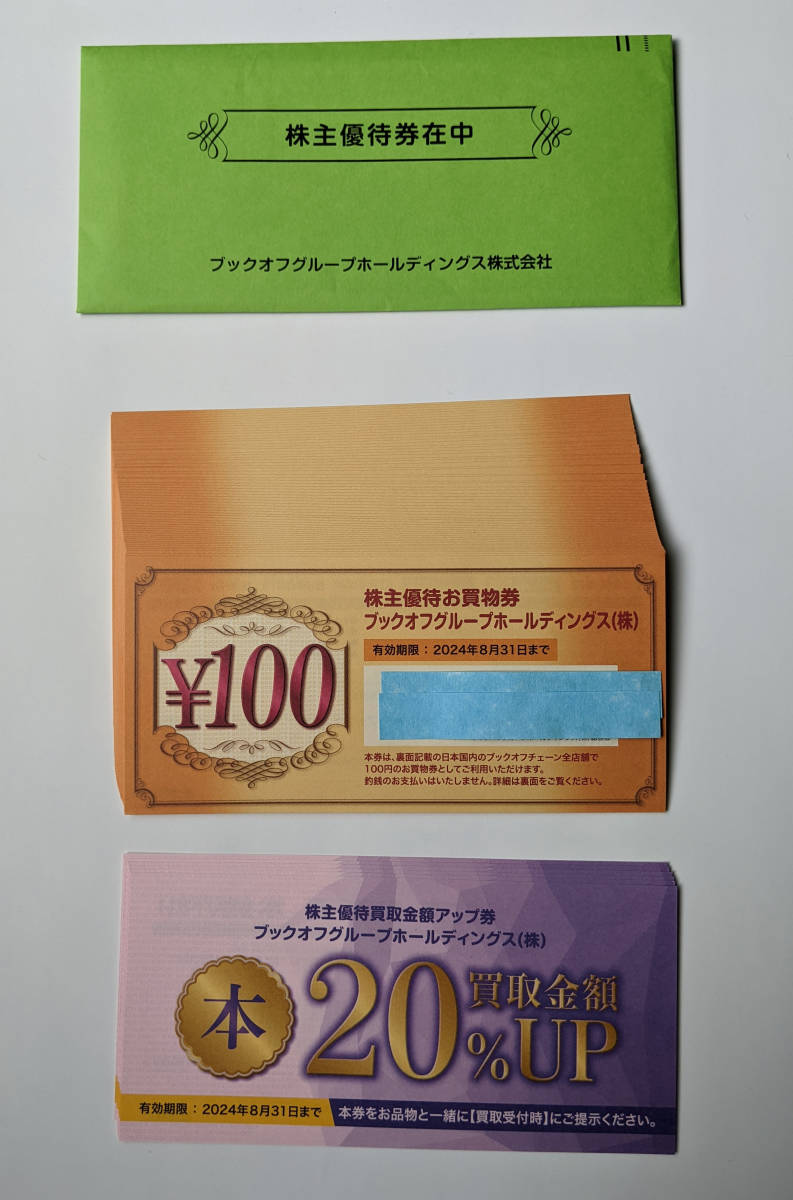 株主優待券在中
ブックオフグループホールディングス株式会社
¥100
株主優待お買物券
ブックオフグループホールディングス(株)
有効期限：2024年8月31日まで
本券は、裏面記載の日本国内のブックオフチェーン全店舗で
100円のお買物券としてご利用いただけます。
釣銭のお支払いはいたしません。詳細は裏面をご覧ください。
株主優待買取金額アップ券
ブックオフグループホールディングス(株)
本
20%UP
買取金額
有効期限：2024年8月31日まで
本券をお品物と一緒に【買取受付時】にご提示ください。